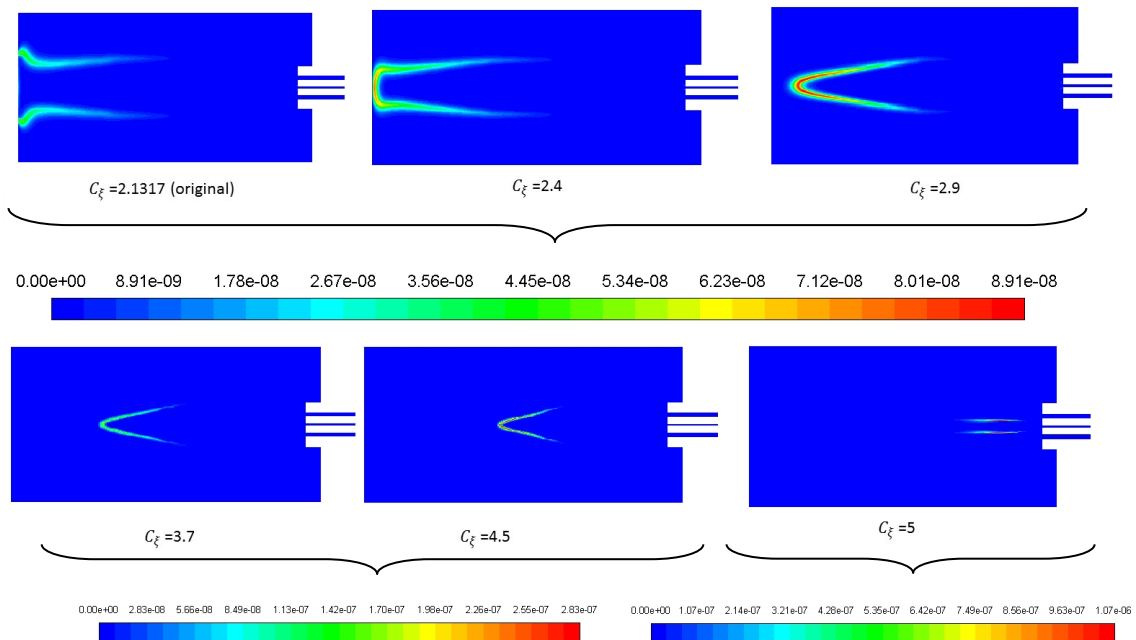 C_ξ =2.1317 (original)
C_ξ =2.4
C_ξ =2.9
0.00e+00 8.91e-09 1.78e-08 2.67e-08 3.56e-08 4.45e-08 5.34e-08 6.23e-08 7.12e-08 8.01e-08 8.91e-08
C_ξ =3.7
C_ξ =4.5
C_ξ =5
0.00e+00 2.83e-08 5.66e-08 8.49e-08 1.13e-07 1.42e-07 1.70e-07 1.98e-07 2.26e-07 2.55e-07 2.83e-07
0.00e+00 1.07e-07 2.14e-07 3.21e-07 4.28e-07 5.35e-07 6.42e-07 7.49e-07 8.56e-07 9.63e-07 1.07e-06